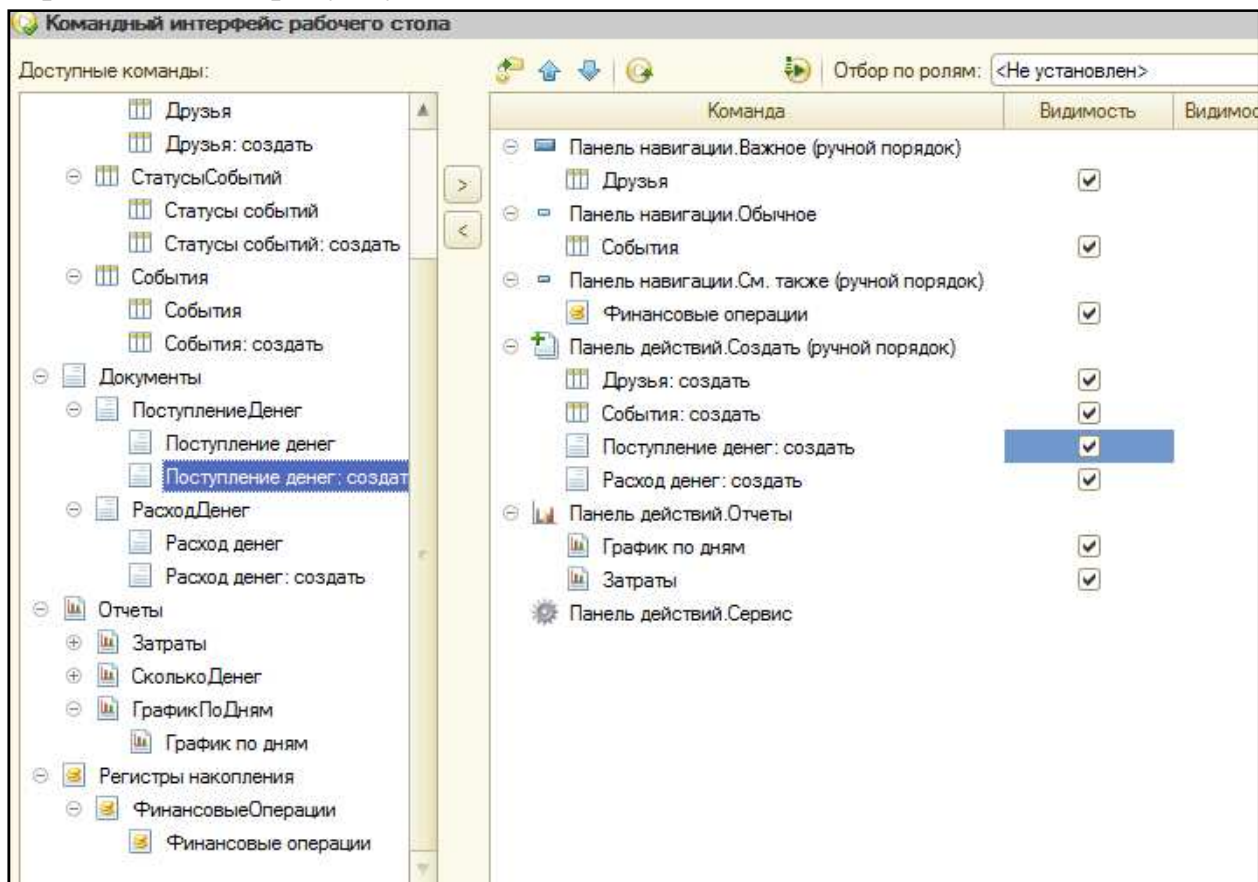 Командный интерфейс рабочего стола
Доступные команды:
Отбор по ролям: <Не установлен>
Друзья
Друзья: создать
СтатусыСобытий
Статусы событий
Статусы событий: создать
События
События
События: создать
Документы
ПоступлениеДенег
Поступление денег
Поступление денег: создат
РасходДенег
Расход денег
Расход денег: создать
Отчеты
Затраты
СколькоДенег
ГрафикПоДням
График по дням
Регистры накопления
ФинансовыеОперации
Финансовые операции
>
<
Команда Видимость Видимос
Панель навигации.Важное (ручной порядок)
Друзья
Панель навигации.Обычное
События
Панель навигации.См. также (ручной порядок)
Финансовые операции
Панель действий.Создать (ручной порядок)
Друзья: создать
События: создать
Поступление денег: создать
Расход денег: создать
Панель действий.Отчеты
График по дням
Затраты
Панель действий.Сервис